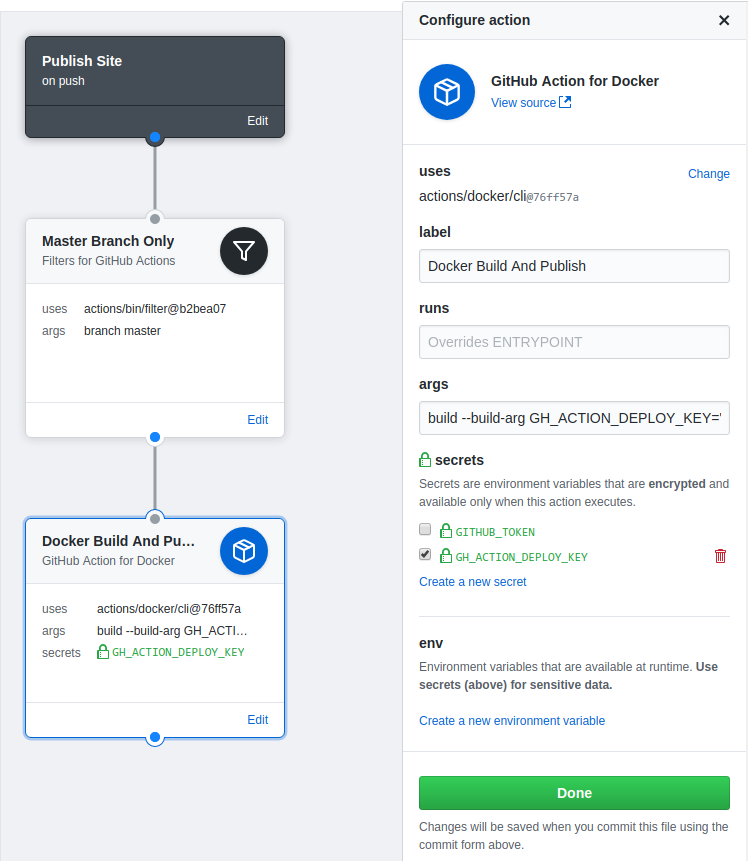 Publish Site
on push
Edit
Master Branch Only
Filters for GitHub Actions
uses actions/bin/filter@b2bea07
args branch master
Edit
Docker Build And Pu...
GitHub Action for Docker
uses actions/docker/cli@76ff57a
args build --build-arg GH_ACTI...
secrets GH_ACTION_DEPLOY_KEY
Edit
Configure action
GitHub Action for Docker
View source
uses
Change
actions/docker/cli@76ff57a
label
Docker Build And Publish
runs
Overrides ENTRYPOINT
args
build --build-arg GH_ACTION_DEPLOY_KEY='
secrets
Secrets are environment variables that are encrypted and
available only when this action executes.
GITHUB_TOKEN
GH_ACTION_DEPLOY_KEY
Create a new secret
env
Environment variables that are available at runtime. Use
secrets (above) for sensitive data.
Create a new environment variable
Done
Changes will be saved when you commit this file using the
commit form above.